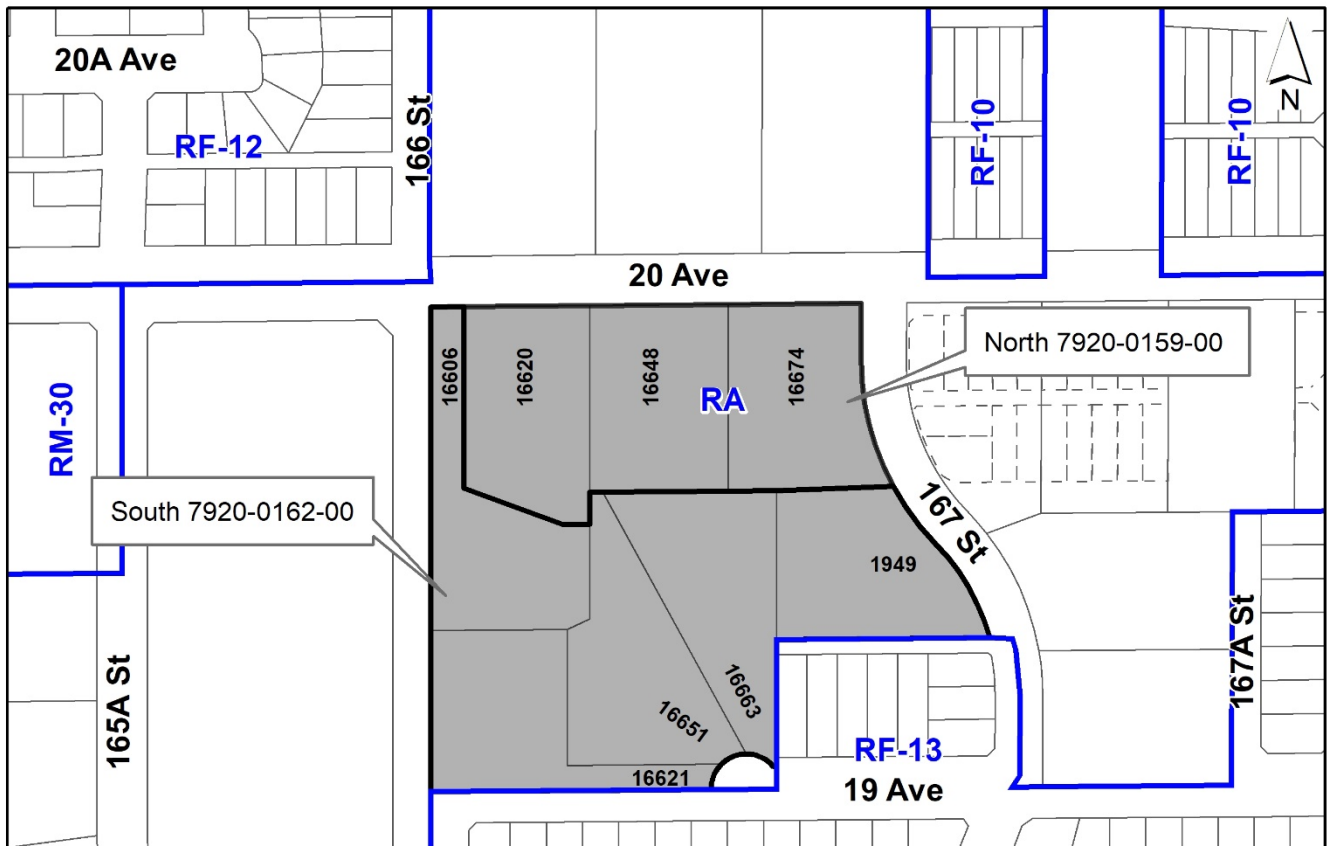 20A Ave
RF-12
166 St
RF-10
RF-10
N
20 Ave
North 7920-0159-00
16606
16620
16648
16674
RA
RM-30
South 7920-0162-00
167 St
1949
165A St
167A St
16663
16651
16621
RF-13
19 Ave